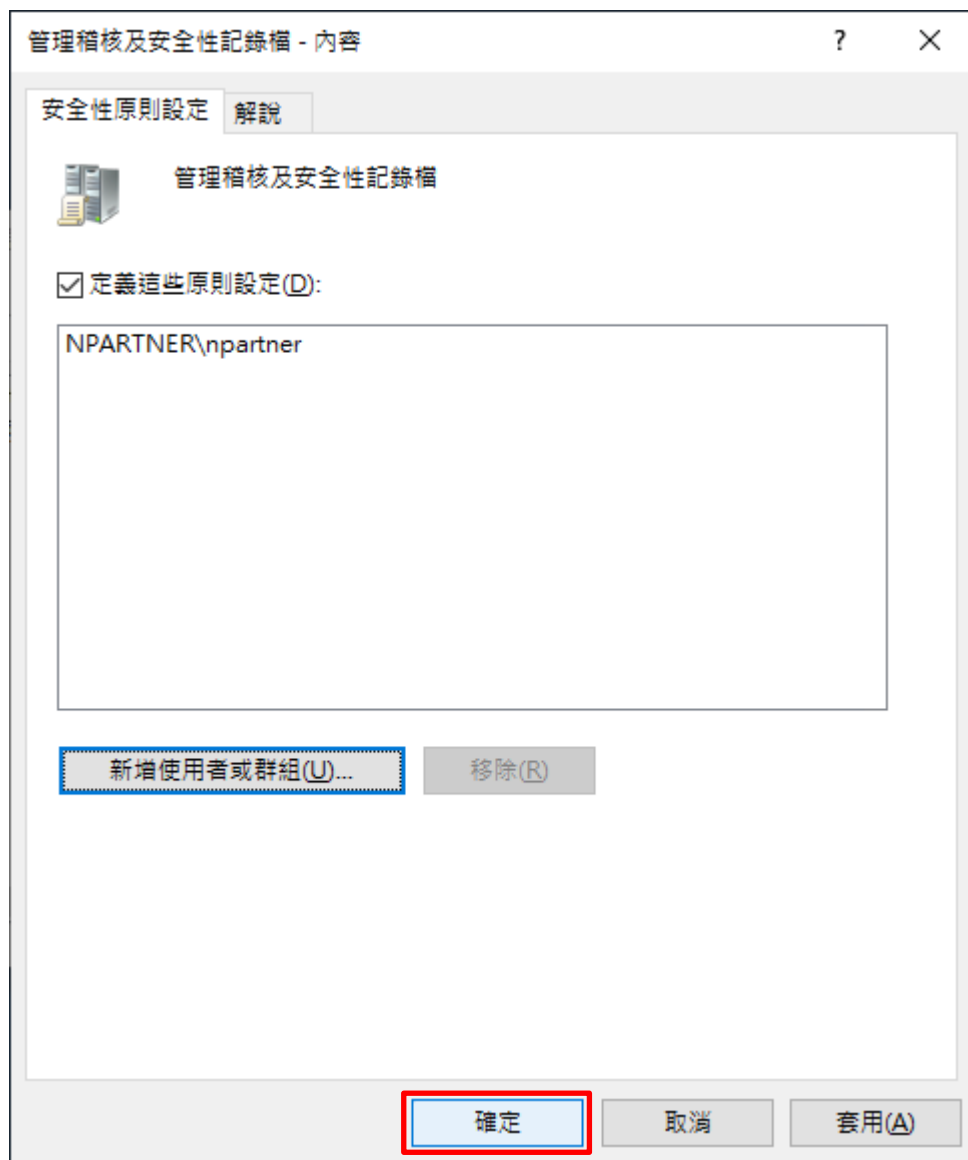 管理稽核及安全性記錄檔 - 內容
?
安全性原則設定 解說
管理稽核及安全性記錄檔
定義這些原則設定(D):
NPARTNER\npartner
新增使用者或群組(U)... 移除(R)
確定 取消 套用(A)